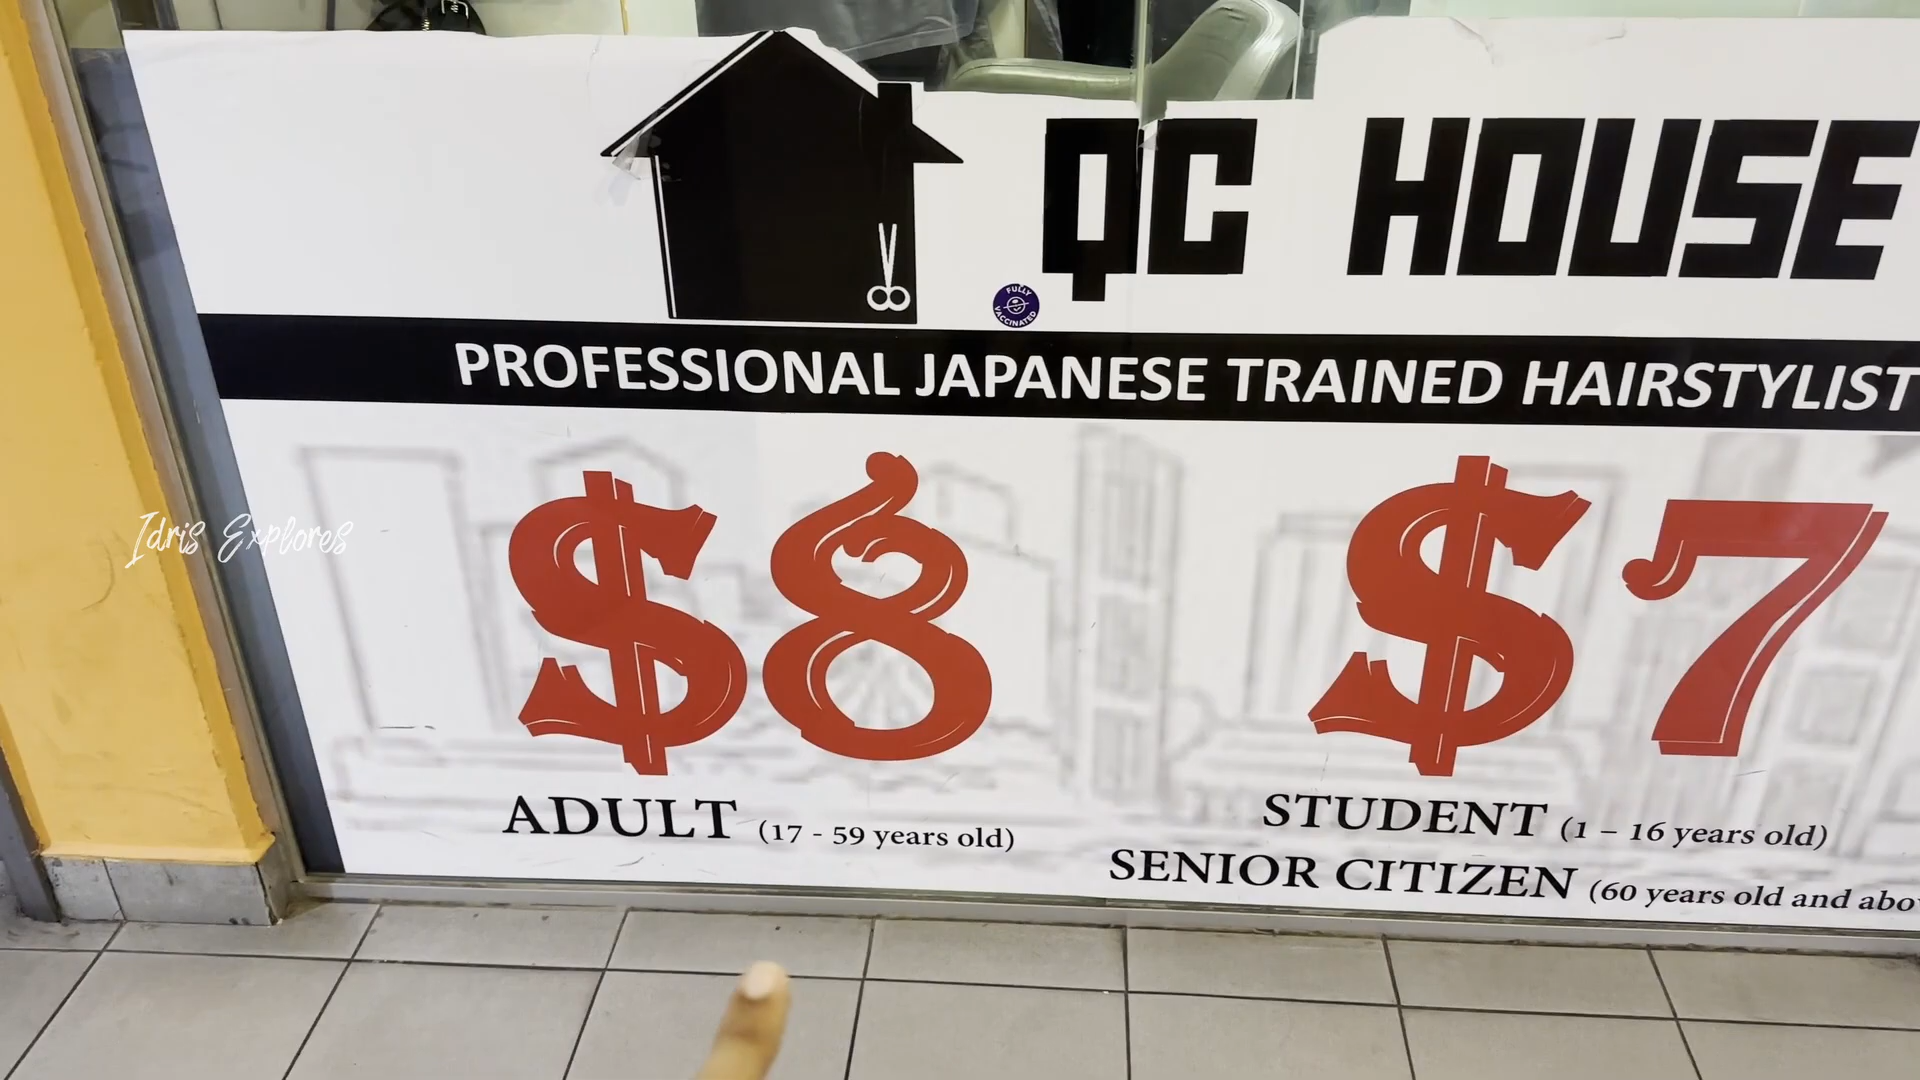 QC HOUSE
FULLY
VACCINATED
PROFESSIONAL JAPANESE TRAINED HAIRSTYLIST
Idris Explores
$8
$7
ADULT (17 - 59 years old)
STUDENT (1 – 16 years old)
SENIOR CITIZEN (60 years old and